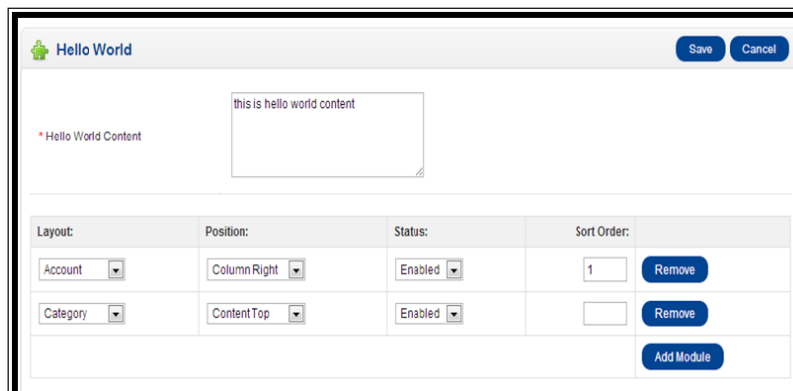 Hello World
Save Cancel
this is hello world content
* Hello World Content
Layout: Position: Status: Sort Order:
Account Column Right Enabled 1 Remove
Category Content Top Enabled Remove
Add Module